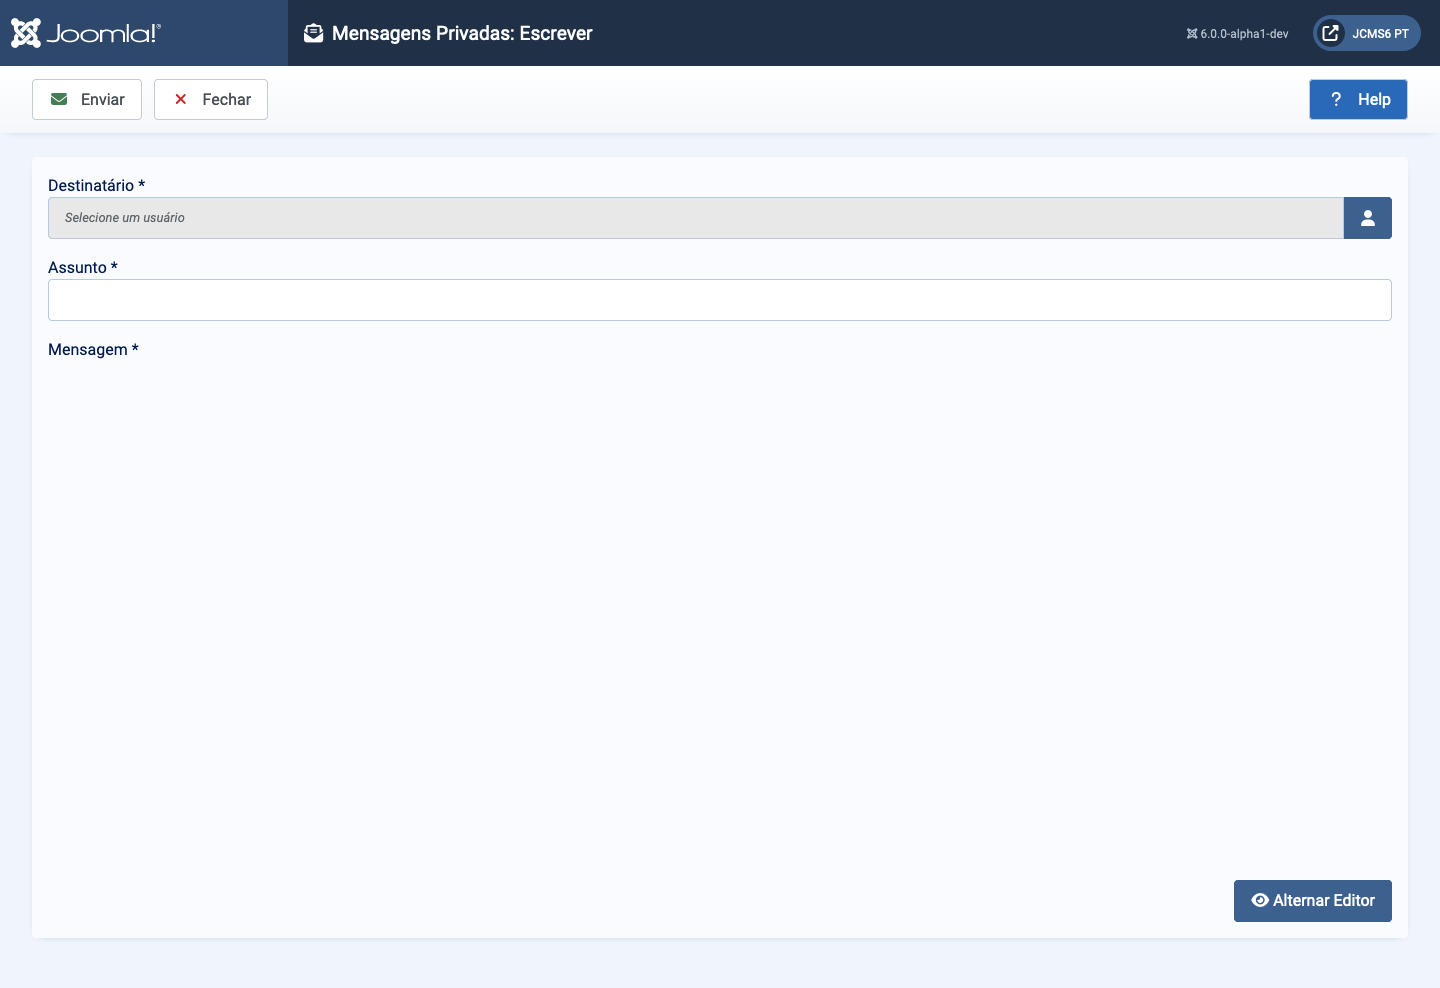 Joomla!®
Mensagens Privadas: Escrever
6.0.0-alpha1-dev
JCMS6 PT
Enviar
Fechar
? Help
Destinatário *
Selecione um usuário
Assunto *
Mensagem *
Alternar Editor